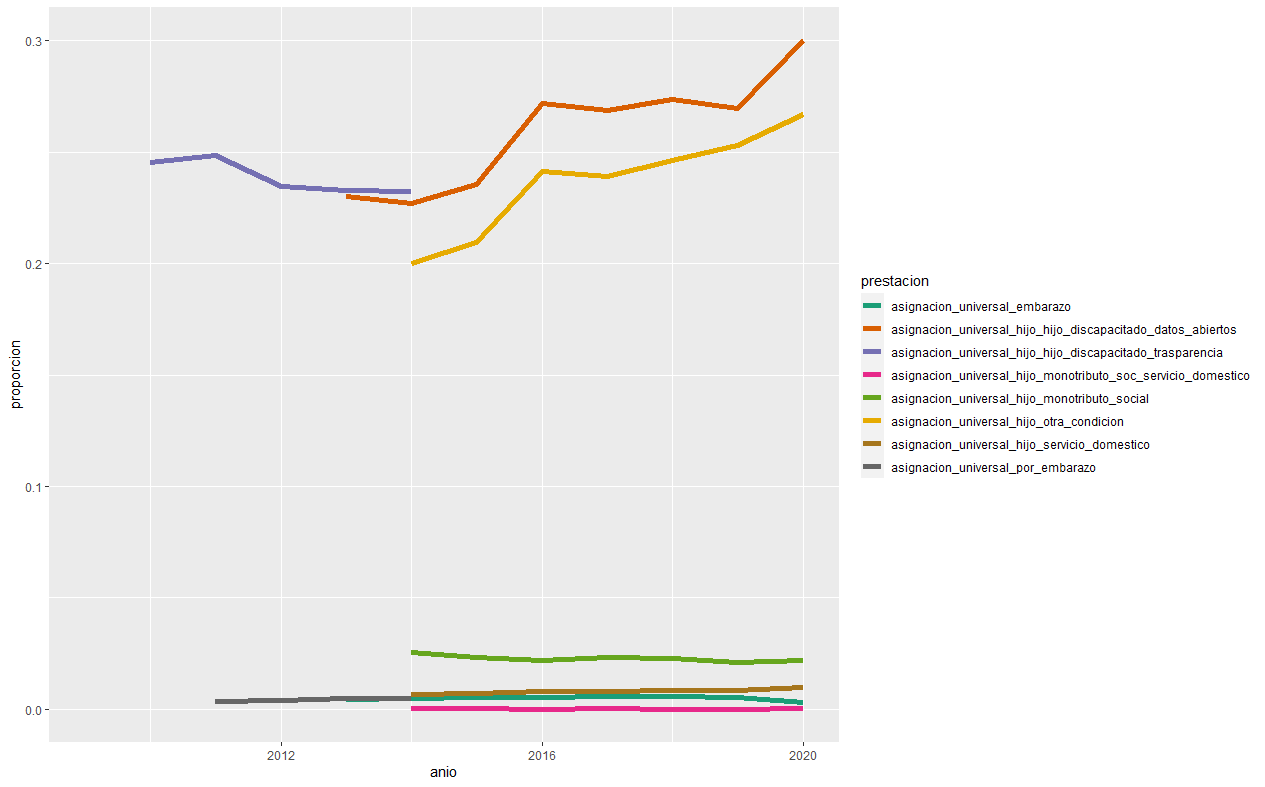 0.3
0.2
0.1
0.0
proporcion
2012
2016
2020
anio
prestacion
asignacion_universal_embarazo
asignacion_universal_hijo_hijo_discapacitado_datos_abiertos
asignacion_universal_hijo_hijo_discapacitado_trasparencia
asignacion_universal_hijo_monotributo_soc_servicio_domestico
asignacion_universal_hijo_monotributo_social
asignacion_universal_hijo_otra_condicion
asignacion_universal_hijo_servicio_domestico
asignacion_universal_por_embarazo